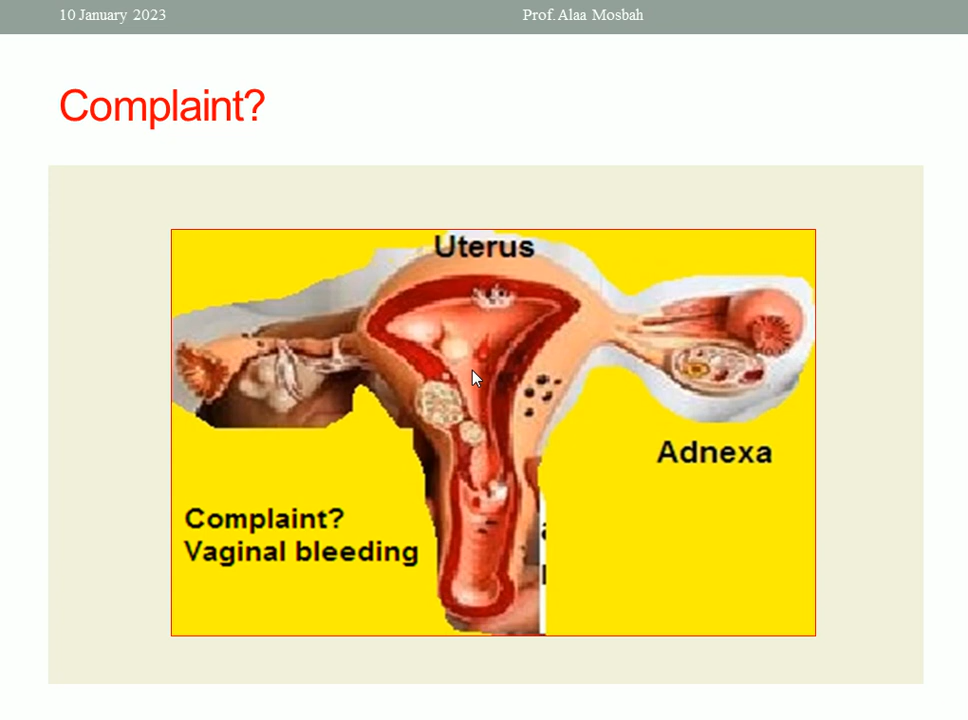 10 January 2023
Prof. Alaa Mosbah
Complaint?
Uterus
Adnexa
Complaint?
Vaginal bleeding